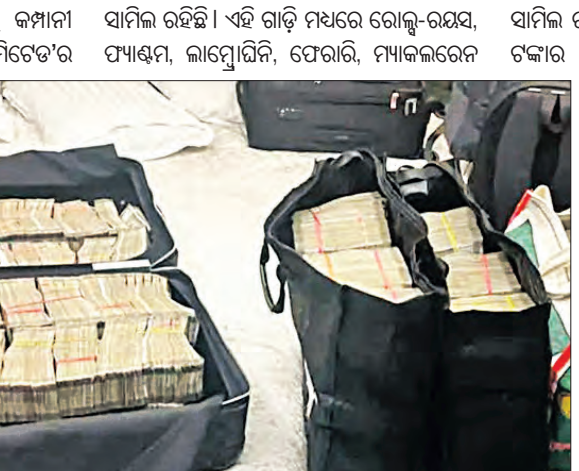 କମ୍ପାନୀ
ମିଟେଡ'ର
ସାମିଲ ରହିଛି। ଏହି ଗାଡ଼ି ମଧ୍ୟରେ ରୋଲ୍ସ-ରୟସ,
ଫ୍ୟାଣ୍ଟମ, ଲାମ୍ବୋଘିନି, ଫେରାରି, ମ୍ୟାକଲରେନ
ସାମିଲ
ଟଙ୍କାର